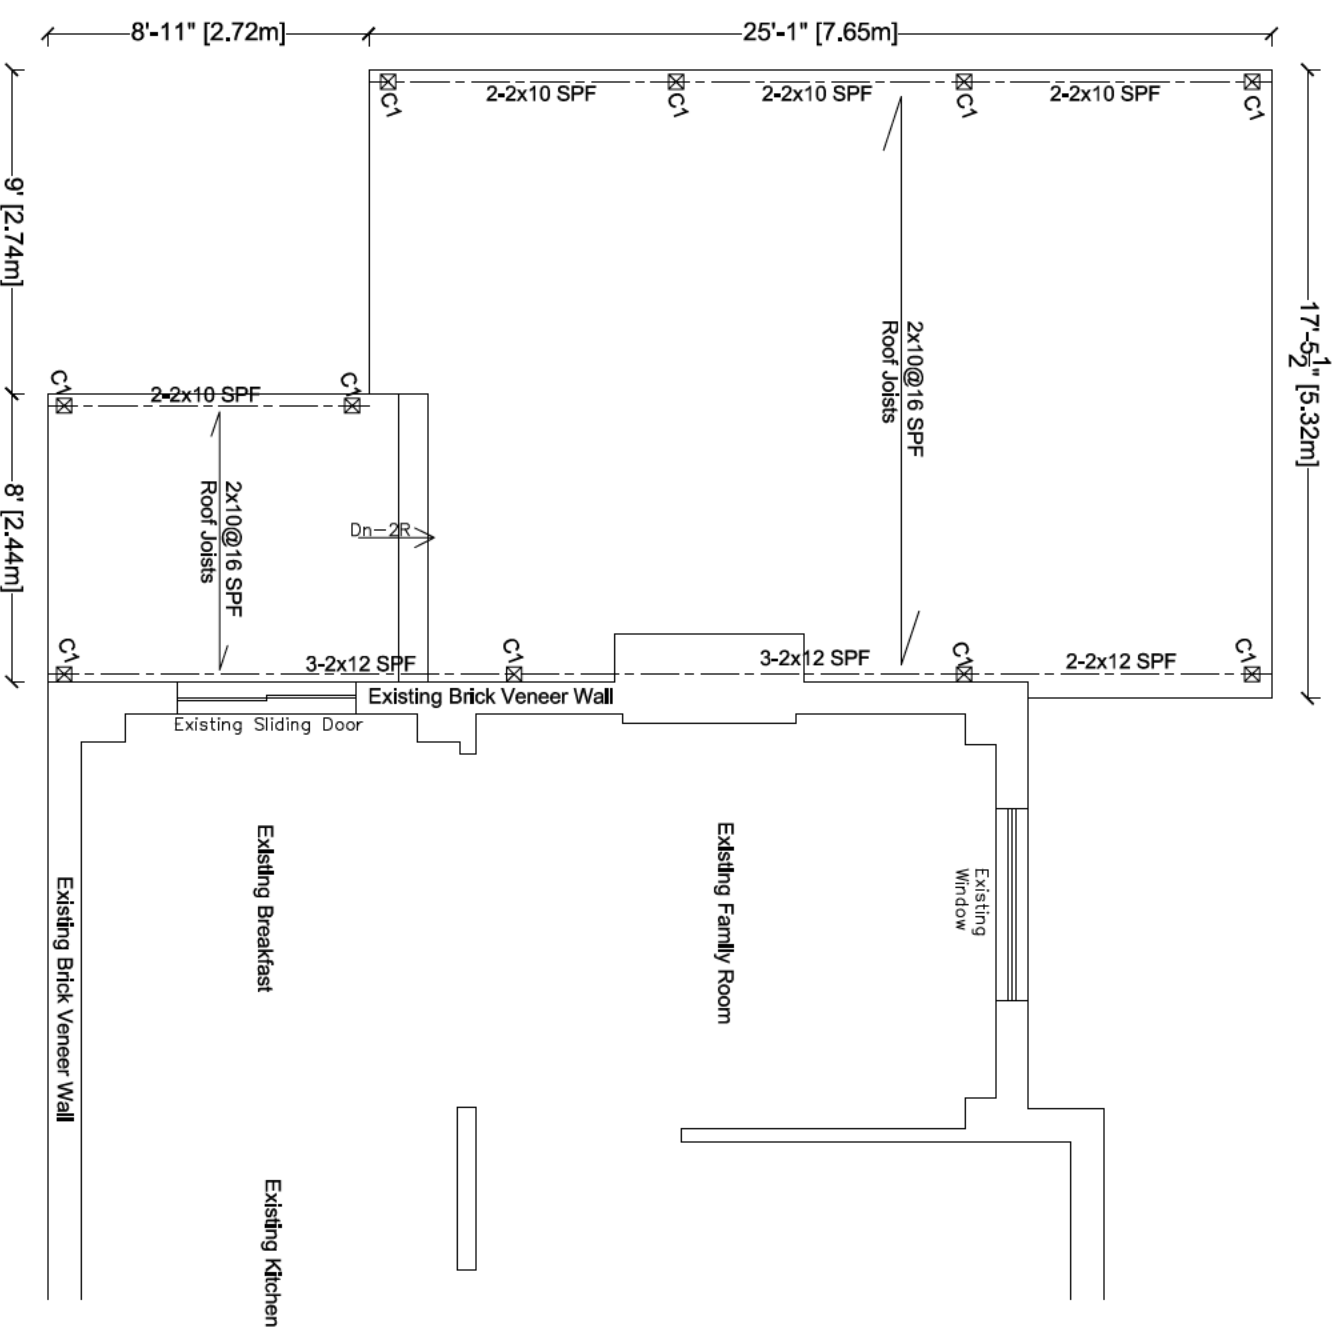 8'-11" [2.72m]
25'-1" [7.65m]
C1
2-2x10 SPF
C1
2-2x10 SPF
C1
2-2x10 SPF
C1
9' [2.74m]
17'-5 1/2" [5.32m]
2x10@16 SPF
Roof Joists
C1
2-2x10 SPF
C1
8' [2.44m]
2x10@16 SPF
Roof Joists
Dn-2R
C1
3-2x12 SPF
C1
3-2x12 SPF
C1
2-2x12 SPF
C1
Existing Brick Veneer Wall
Existing Sliding Door
Existing Breakfast
Existing Family Room
Existing
Window
Existing Brick Veneer Wall
Existing Kitchen